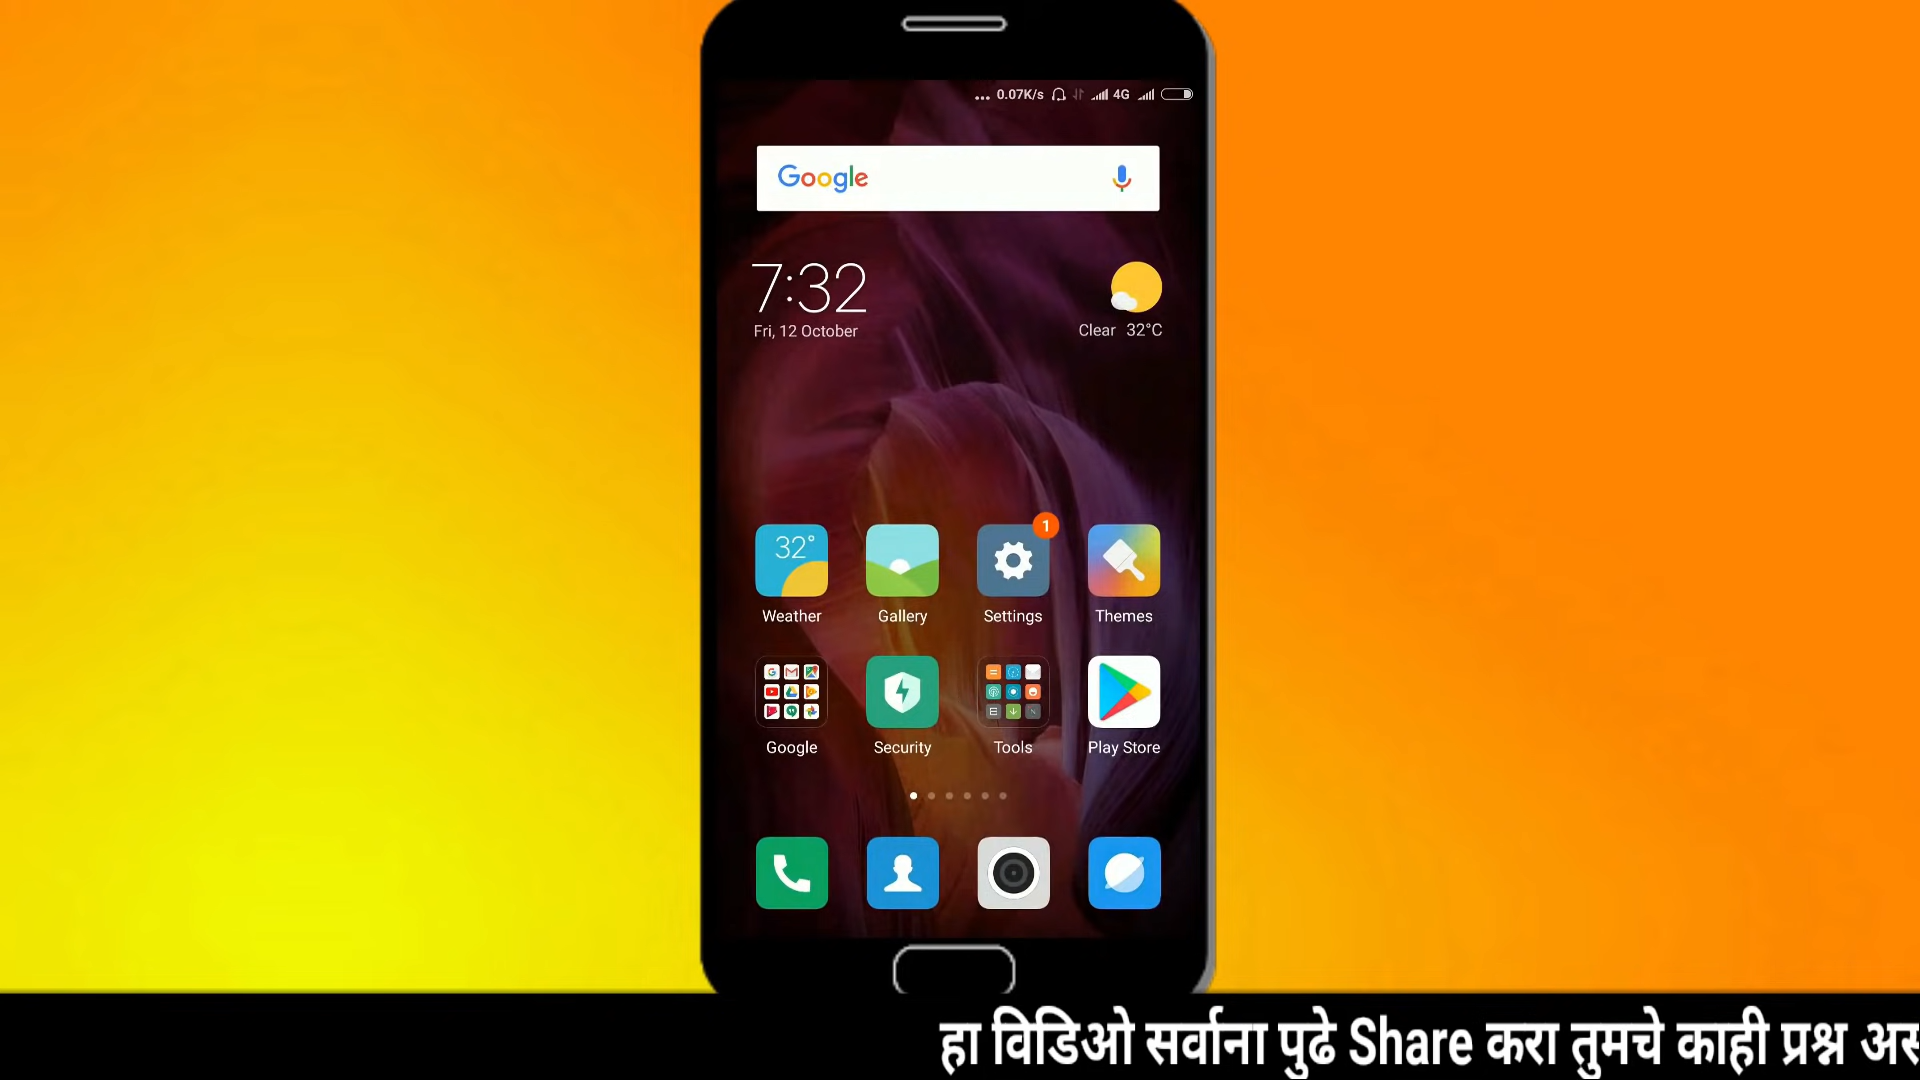 ... 0.07K/s 4G
Google
7:32
Fri, 12 October
Clear 32°C
1
32°
Weather Gallery Settings Themes
Google Security Tools Play Store
हा विडिओ सर्वाना पुढे Share करा तुमचे काही प्रश्न